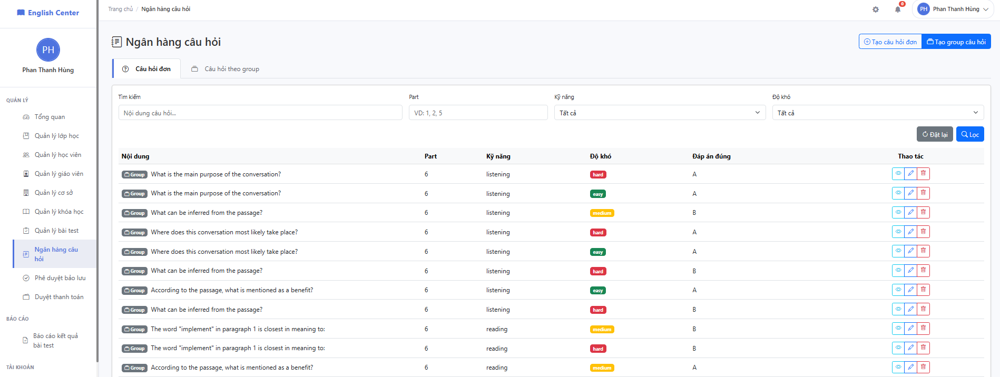 English Center
Trang chủ / Ngân hàng câu hỏi
0
PH Phan Thanh Hùng
PH
Phan Thanh Hùng
QUẢN LÝ
Tổng quan
Quản lý lớp học
Quản lý học viên
Quản lý giáo viên
Quản lý cơ sở
Quản lý khóa học
Quản lý bài test
Ngân hàng câu
hỏi
Phê duyệt bảo lưu
Duyệt thanh toán
BÁO CÁO
Báo cáo kết quả
bài test
TÀI KHOẢN
Ngân hàng câu hỏi
Tạo câu hỏi đơn Tạo group câu hỏi
Câu hỏi đơn Câu hỏi theo group
Tìm kiếm Part Kỹ năng Độ khó
Nội dung câu hỏi... VD: 1, 2, 5 Tất cả Tất cả
Đặt lại Lọc
Nội dung Part Kỹ năng Độ khó Đáp án đúng Thao tác
Group What is the main purpose of the conversation? 6 listening hard A
Group What is the main purpose of the conversation? 6 listening easy A
Group What can be inferred from the passage? 6 listening medium B
Group Where does this conversation most likely take place? 6 listening hard A
Group Where does this conversation most likely take place? 6 listening easy A
Group What can be inferred from the passage? 6 listening hard B
Group According to the passage, what is mentioned as a benefit? 6 listening easy A
Group What can be inferred from the passage? 6 listening hard B
Group The word "implement" in paragraph 1 is closest in meaning to: 6 reading medium B
Group The word "implement" in paragraph 1 is closest in meaning to: 6 reading hard B
Group According to the passage, what is mentioned as a benefit? 6 reading medium A